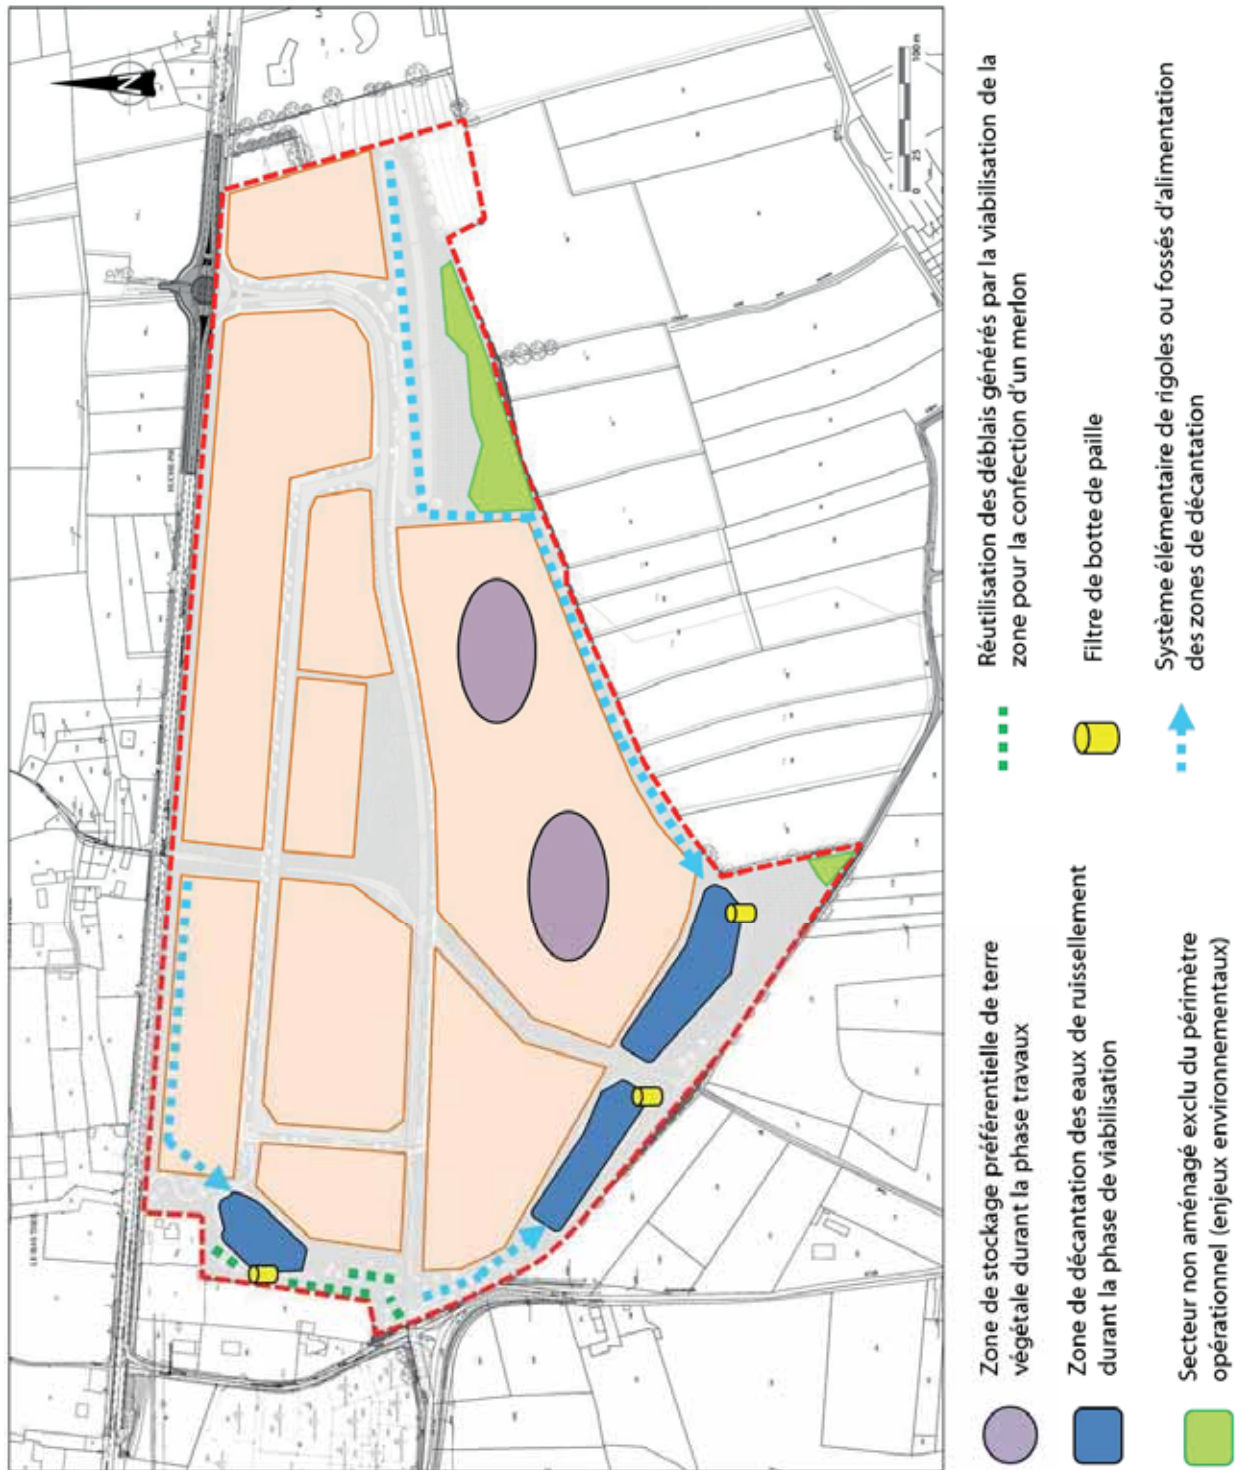 N
LE BASTIER
0
25
100 m
Zone de stockage préférentielle de terre
végétale durant la phase travaux
Zone de décantation des eaux de ruissellement
durant la phase de viabilisation
Secteur non aménagé exclu du périmètre
opérationnel (enjeux environnementaux)
Réutilisation des déblais générés par la viabilisation de la
zone pour la confection d'un merlon
Filtre de botte de paille
Système élémentaire de rigoles ou fossés d'alimentation
des zones de décantation